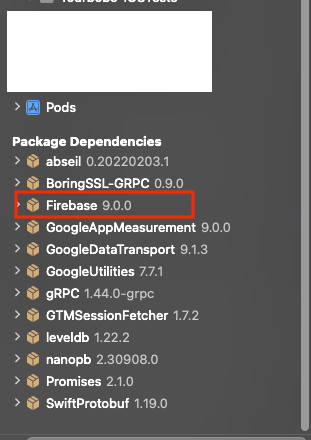 Pods
Package Dependencies
abseil 0.20220203.1
BoringSSL-GRPC 0.9.0
Firebase 9.0.0
GoogleAppMeasurement 9.0.0
GoogleDataTransport 9.1.3
GoogleUtilities 7.7.1
gRPC 1.44.0-grpc
GTMSessionFetcher 1.7.2
leveldb 1.22.2
nanopb 2.30908.0
Promises 2.1.0
SwiftProtobuf 1.19.0